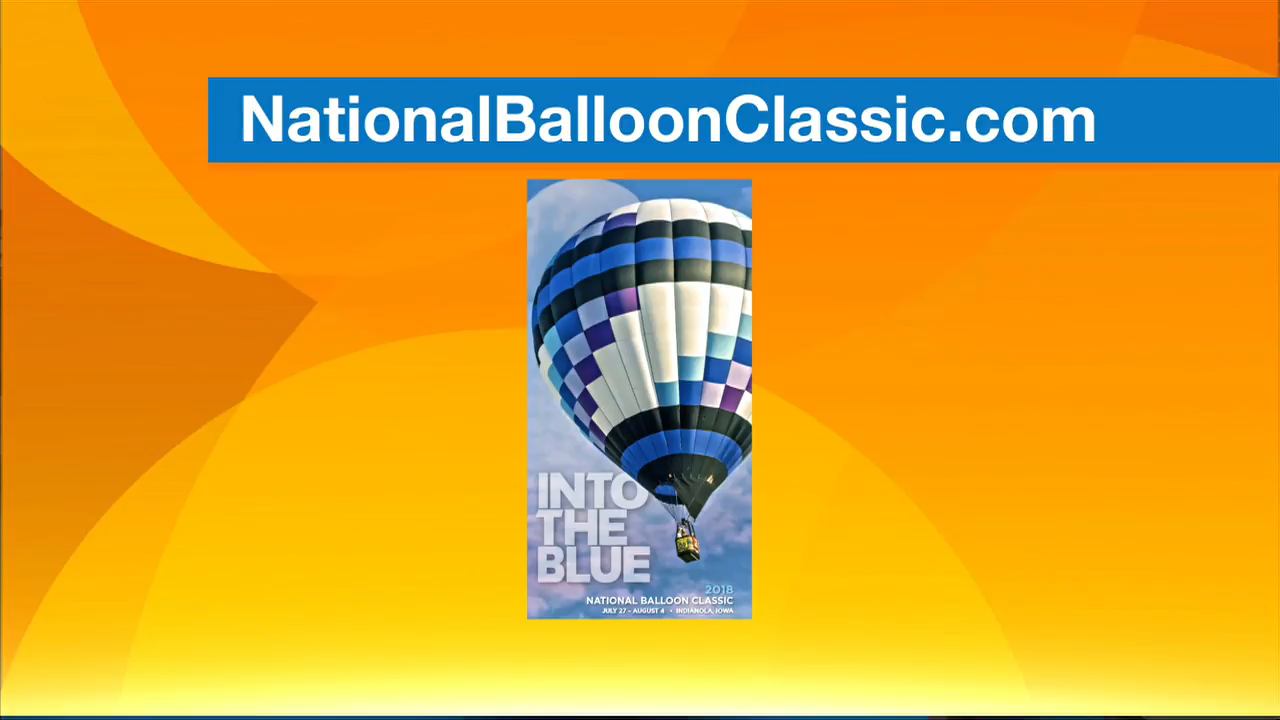 NationalBalloonClassic.com
INTO
THE
BLUE
2018
NATIONAL BALLOON CLASSIC
JULY 27 - AUGUST 4 • INDIANOLA, IOWA